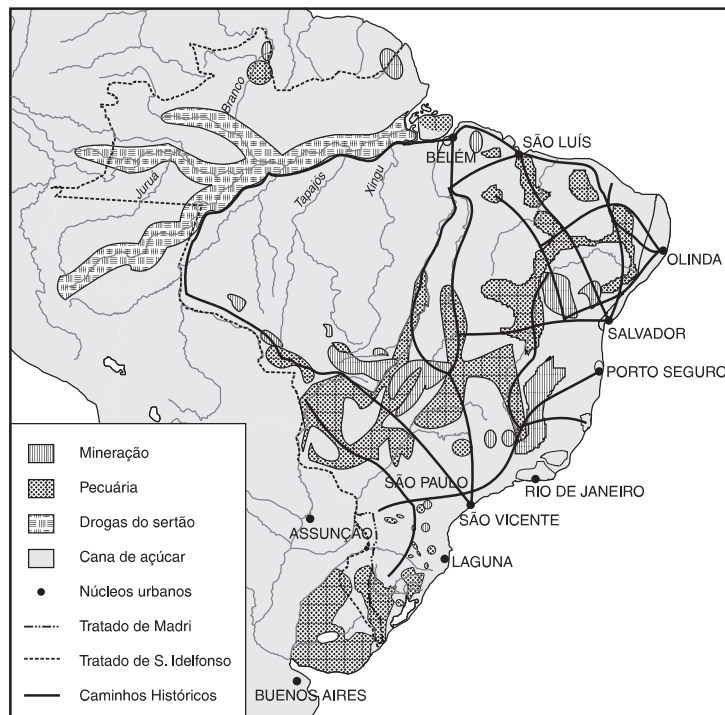 Branco
BELÉM
SÃO LUÍS
Juruá
Tapajós
Xingu
OLINDA
SALVADOR
PORTO SEGURO
SÃO PAULO
RIO DE JANEIRO
SÃO VICENTE
ASSUNÇÃO
LAGUNA
BUENOS AIRES
Mineração
Pecuária
Drogas do sertão
Cana de açúcar
Núcleos urbanos
Tratado de Madri
Tratado de S. Idelfonso
Caminhos Históricos